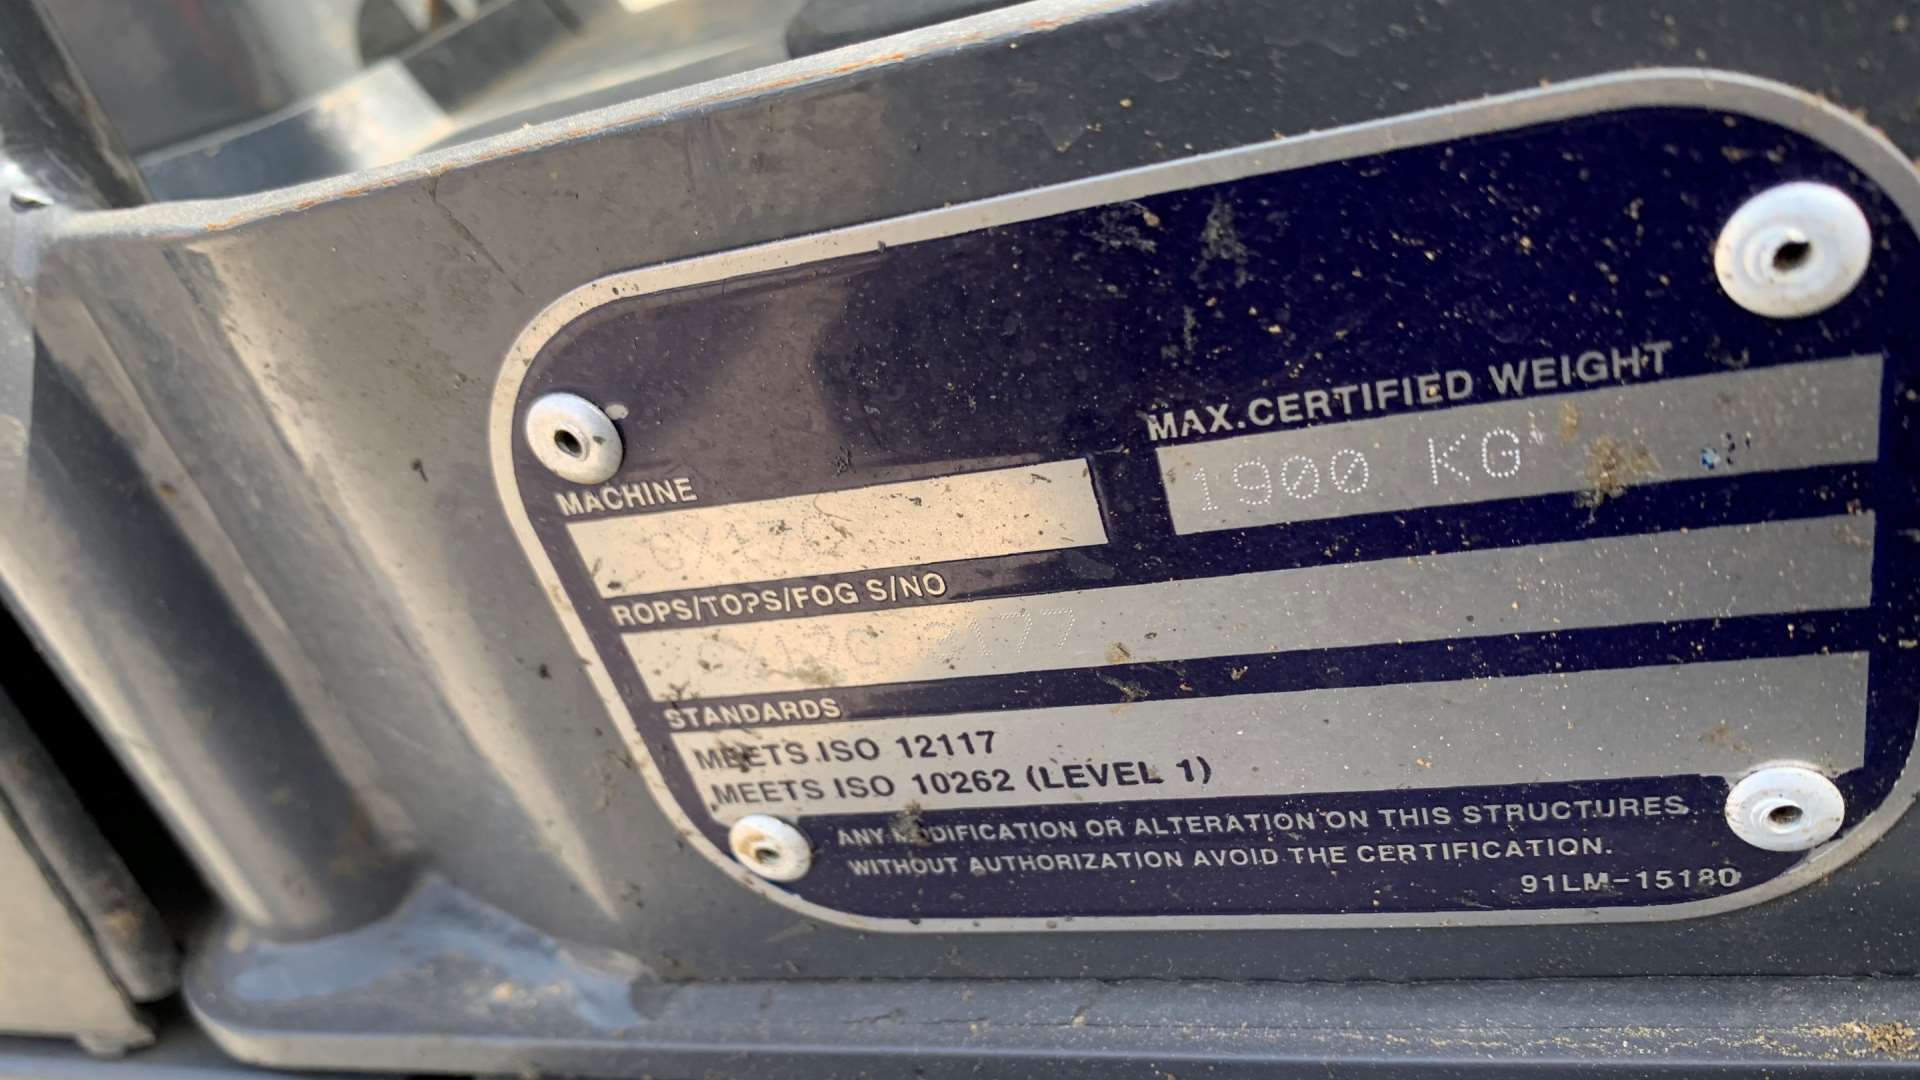 MACHINE
MAX.CERTIFIED WEIGHT
1900 KG
ROPS/TOPS/FOG S/NO
STANDARDS
MEETS ISO 12117
MEETS ISO 10262 (LEVEL 1)
ANY MODIFICATION OR ALTERATION ON THIS STRUCTURES
WITHOUT AUTHORIZATION AVOID THE CERTIFICATION.
91LM-15180